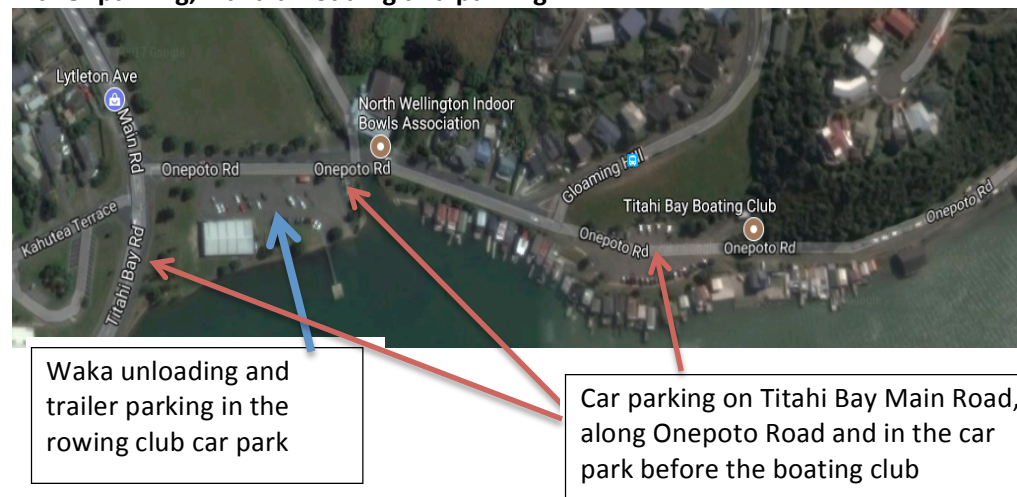 Lytleton Ave
Main Rd
North Wellington Indoor
Bowls Association
Onepoto Rd
Onepoto Rd
Gloaming Hill
Kahutea Terrace
Titahi Bay Rd
Titahi Bay Boating Club
Onepoto Rd
Onepoto Rd
Onepoto Rd
Waka unloading and
trailer parking in the
rowing club car park
Car parking on Titahi Bay Main Road,
along Onepoto Road and in the car
park before the boating club